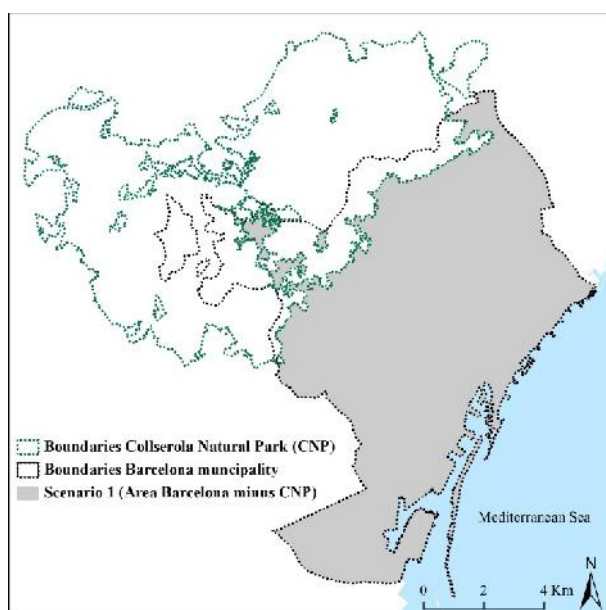 Boundaries Collserola Natural Park (CNP)
Boundaries Barcelona muncipality
Scenario 1 (Area Barcelona minus CNP)
Mediterranean Sea
N
0 2 4 Km